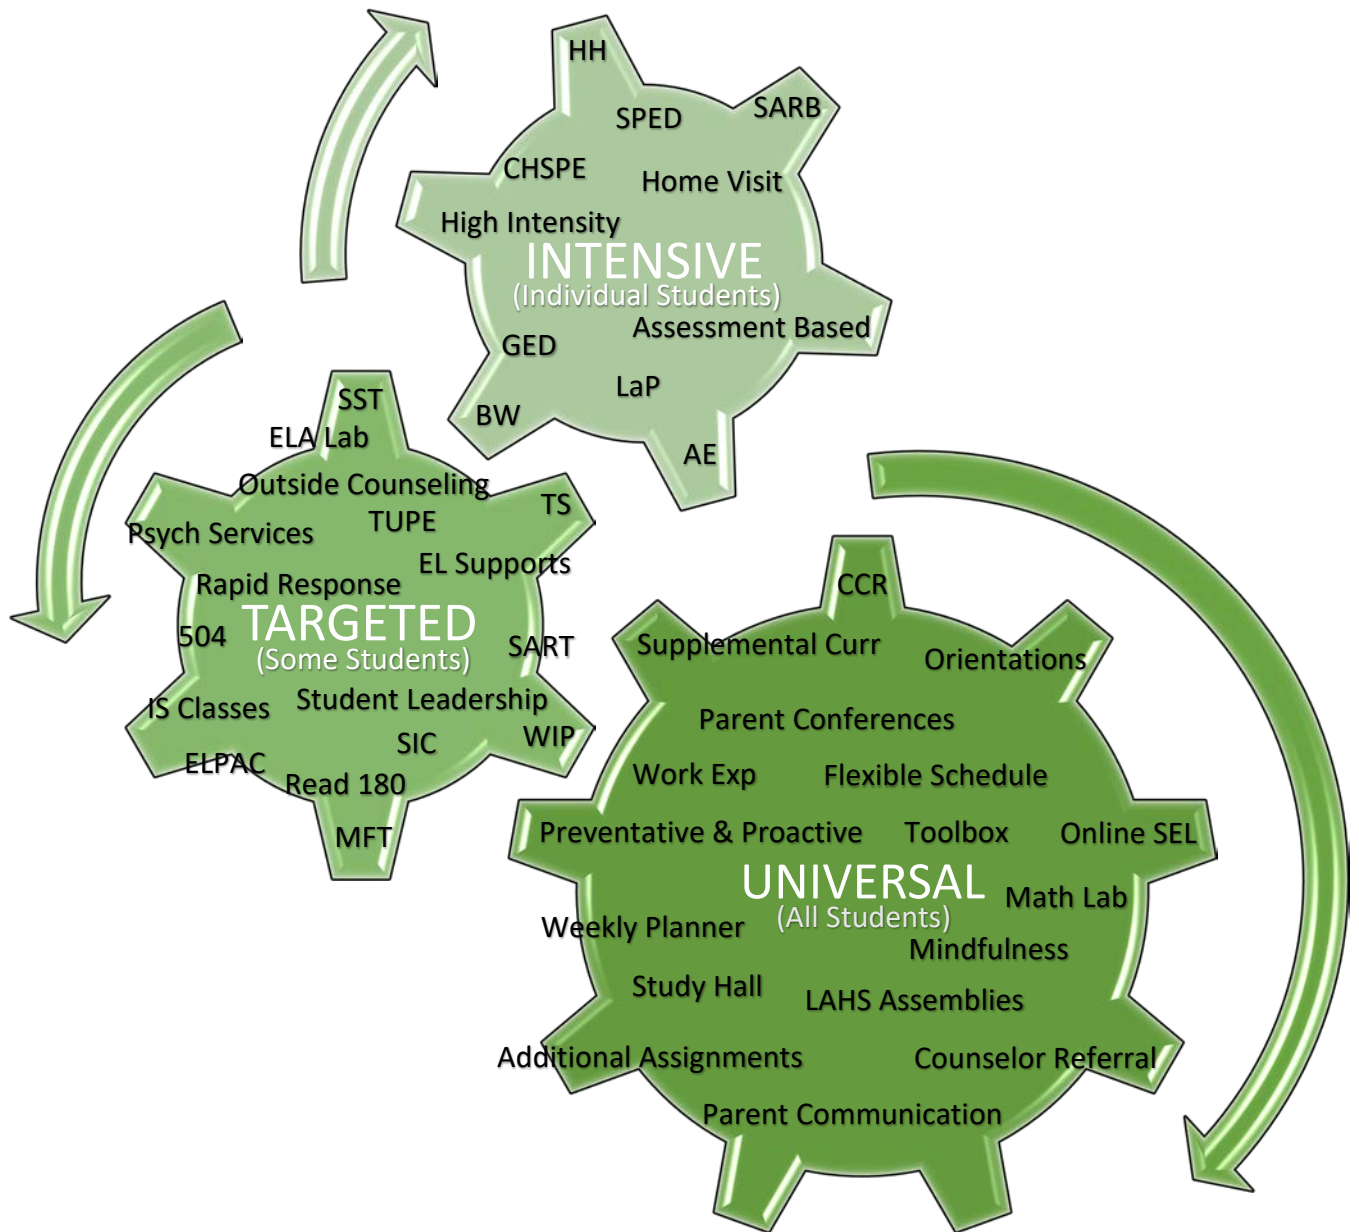 HH
SPED
SARB
CHSPE
Home Visit
High Intensity
INTENSIVE
(Individual Students)
Assessment Based
GED
LaP
BW
AE
SST
ELA Lab
Outside Counseling
TS
TUPE
Psych Services
EL Supports
Rapid Response
TARGETED
504
SART
(Some Students)
Student Leadership
IS Classes
WIP
SIC
ELPAC
Read 180
MFT
CCR
Supplemental Curr
Orientations
Parent Conferences
Work Exp
Flexible Schedule
Preventative & Proactive
Toolbox
Online SEL
UNIVERSAL
Math Lab
(All Students)
Weekly Planner
Mindfulness
Study Hall
LAHS Assemblies
Additional Assignments
Counselor Referral
Parent Communication